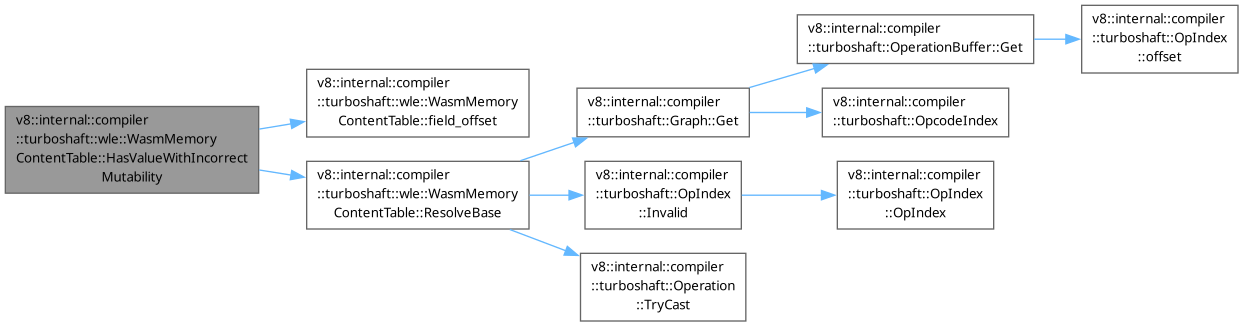 v8::internal::compiler
::turboshaft::wle::WasmMemory
ContentTable::HasValueWithIncorrect
Mutability
v8::internal::compiler
::turboshaft::wle::WasmMemory
ContentTable::field_offset
v8::internal::compiler
::turboshaft::wle::WasmMemory
ContentTable::ResolveBase
v8::internal::compiler
::turboshaft::Graph::Get
v8::internal::compiler
::turboshaft::OperationBuffer::Get
v8::internal::compiler
::turboshaft::OpIndex
::offset
v8::internal::compiler
::turboshaft::OpcodeIndex
v8::internal::compiler
::turboshaft::OpIndex
::Invalid
v8::internal::compiler
::turboshaft::OpIndex
::OpIndex
v8::internal::compiler
::turboshaft::Operation
::TryCast